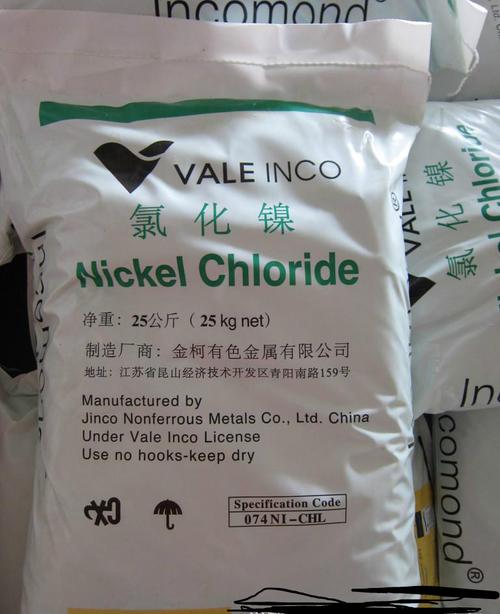 Incomond®
VALE INCO
氯化镍
Nickel Chloride
净重：25公斤（25 kg net）
制造厂商：金柯有色金属有限公司
地址：江苏省昆山经济技术开发区青阳南路159号
Manufactured by
Jinco Nonferrous Metals Co., Ltd. China
Under Vale Inco License
Use no hooks-keep dry
Specification Code
074NI-CHL
VALE
氯化镍
Nickel Chloride
In
comond®